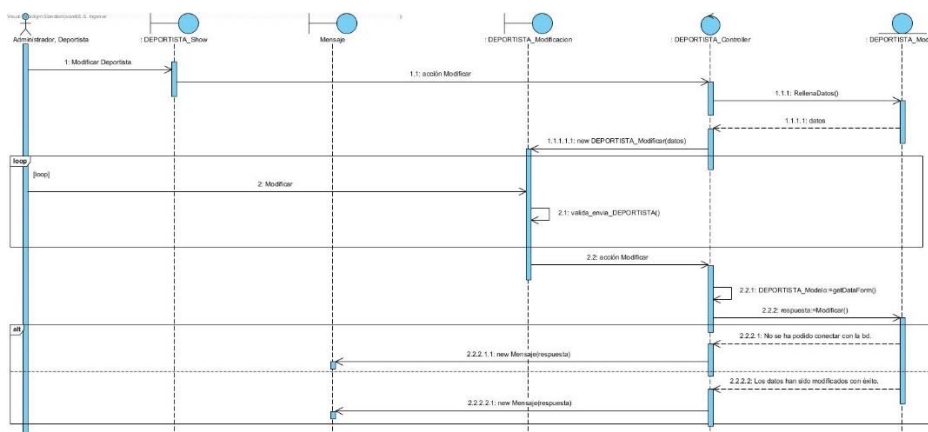 Administrador, Deportista
: DEPORTISTA_Show
Mensaje
: DEPORTISTA_Modificacion
: DEPORTISTA_Controller
: DEPORTISTA_Mod
1: Modificar Deportista
1.1: acción Modificar
1.1.1: RellenaDatos()
1.1.1.1: datos
1.1.1.1.1: new DEPORTISTA_Modificar(datos)
loop
[loop]
2: Modificar
2.1: valida_envia_DEPORTISTA()
2.2: acción Modificar
2.2.1: DEPORTISTA_Modelo:=getDataForm()
2.2.2: respuesta:=Modificar()
alt
2.2.2.1: No se ha podido conectar con la bd.
2.2.2.1.1: new Mensaje(respuesta)
2.2.2.2: Los datos han sido modificados con éxito.
2.2.2.2.1: new Mensaje(respuesta)